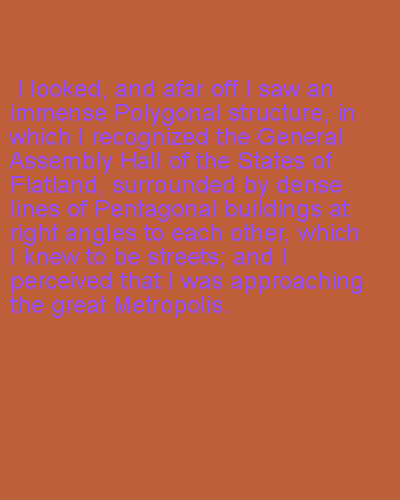 I looked, and afar off I saw an
immense Polygonal structure, in
which I recognized the General
Assembly Hall of the States of
Flatland, surrounded by dense
lines of Pentagonal buildings at
right angles to each other, which
I knew to be streets; and I
perceived that I was approaching
the great Metropolis.